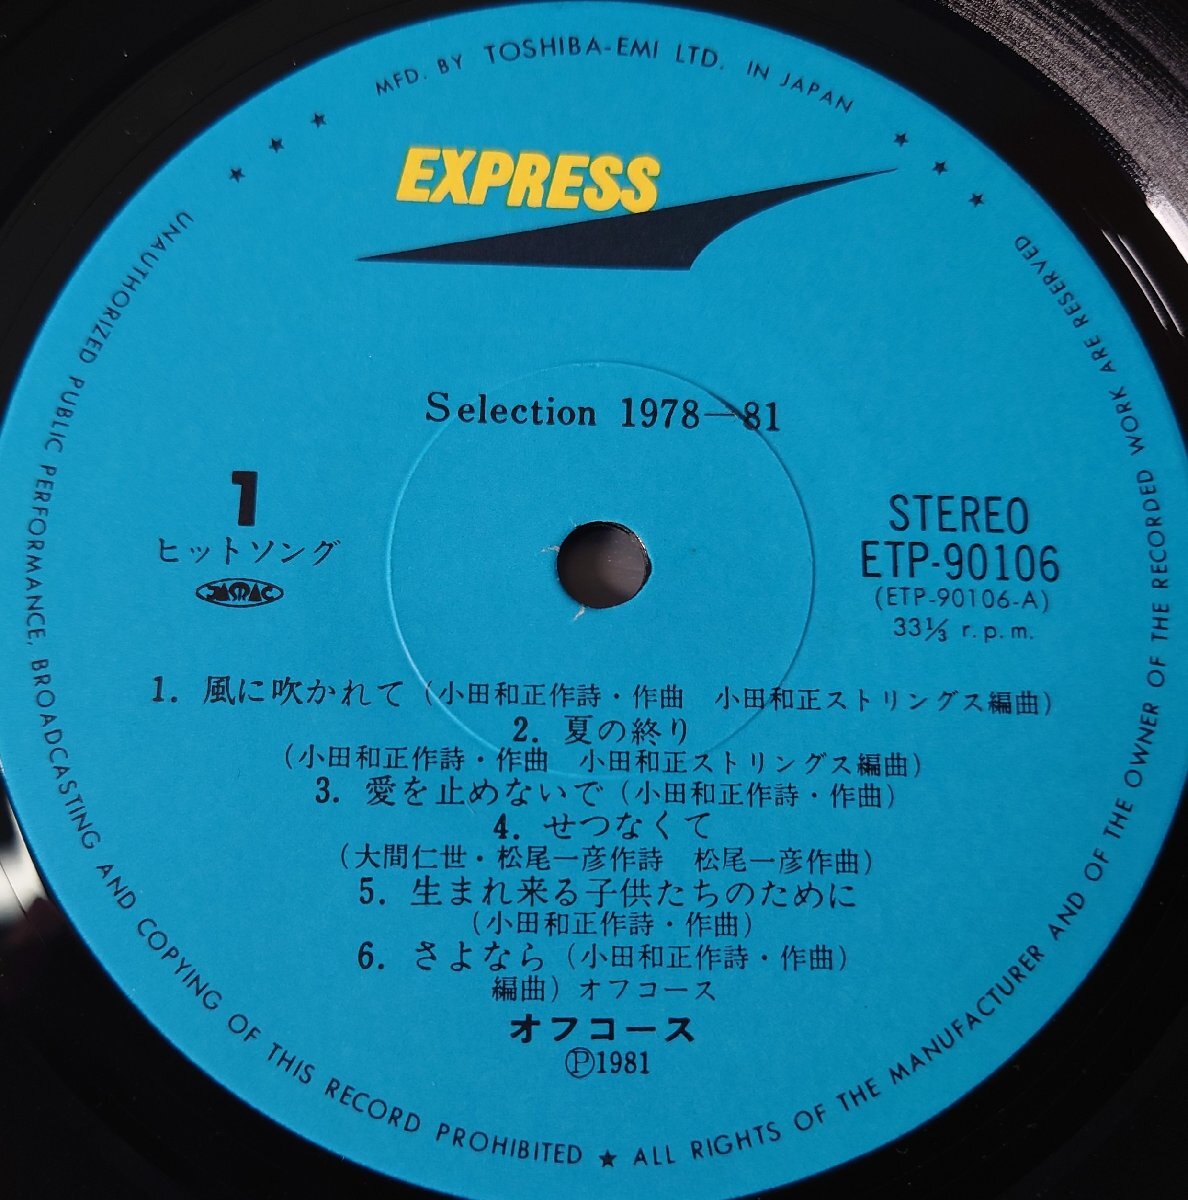 MFD. BY TOSHIBA-EMI LTD. IN JAPAN
EXPRESS
Selection 1978—81
1
ヒットソング
JASRAC
STEREO
ETP-90106
(ETP-90106-A)
33⅓ r.p.m.
1. 風に吹かれて (小田和正作詩・作曲　小田和正ストリングス編曲)
2. 夏の終り
(小田和正作詩・作曲　小田和正ストリングス編曲)
3. 愛を止めないで (小田和正作詩・作曲)
4. せつなくて
(大間仁世・松尾一彦作詩　松尾一彦作曲)
5. 生まれ来る子供たちのために
(小田和正作詩・作曲)
6. さよなら (小田和正作詩・作曲)
編曲) オフコース
オフコース
Ⓟ1981
UNAUTHORIZED PUBLIC PERFORMANCE, BROADCASTING AND COPYING OF THIS RECORD PROHIBITED ★ ALL RIGHTS OF THE MANUFACTURER AND OF THE OWNER OF THE RECORDED WORK ARE RESERVED